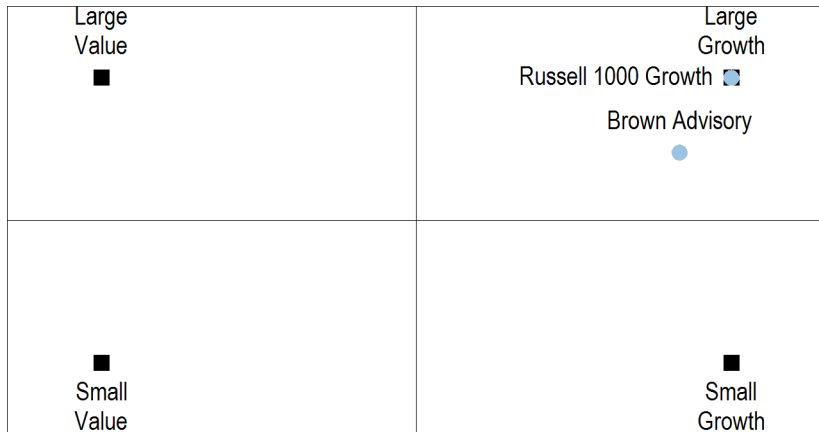 Large
Value
Large
Growth
Russell 1000 Growth
Brown Advisory
Small
Value
Small
Growth